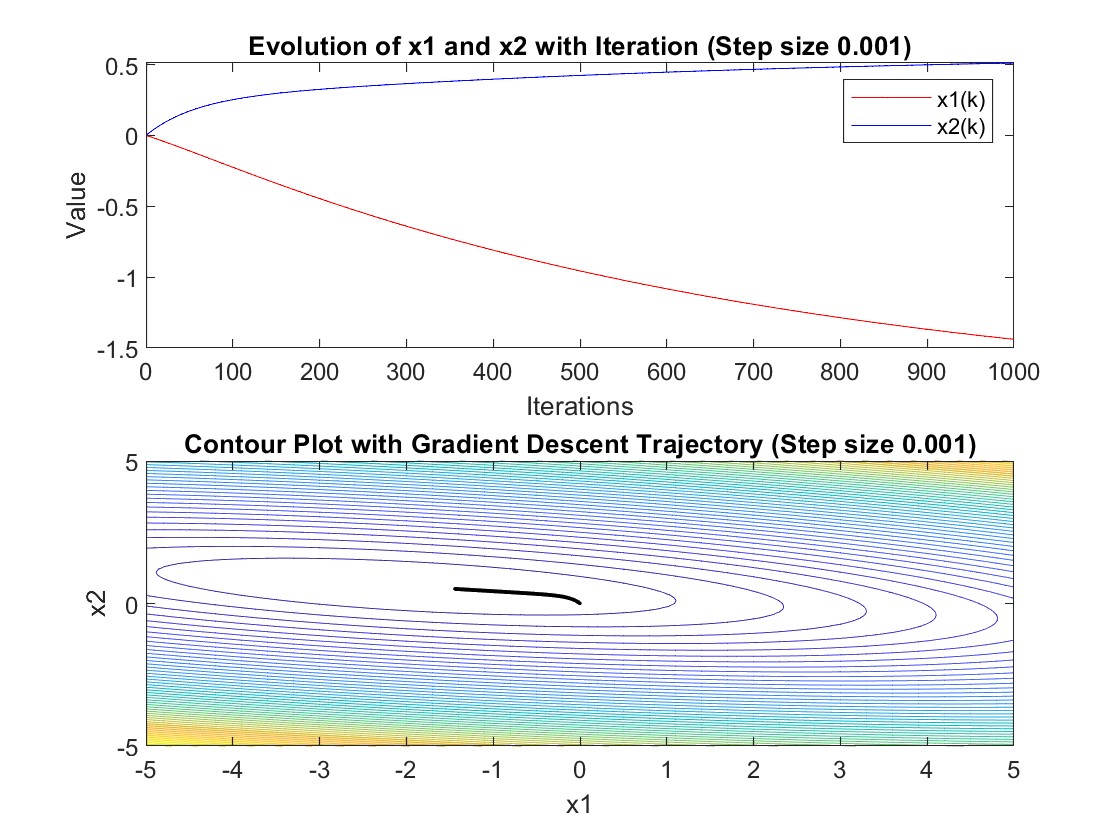 Evolution of x1 and x2 with Iteration (Step size 0.001)
0.5
0
-0.5
-1
-1.5
Value
x1(k)
x2(k)
0 100 200 300 400 500 600 700 800 900 1000
Iterations
Contour Plot with Gradient Descent Trajectory (Step size 0.001)
5
0
-5
x2
-5 -4 -3 -2 -1 0 1 2 3 4 5
x1